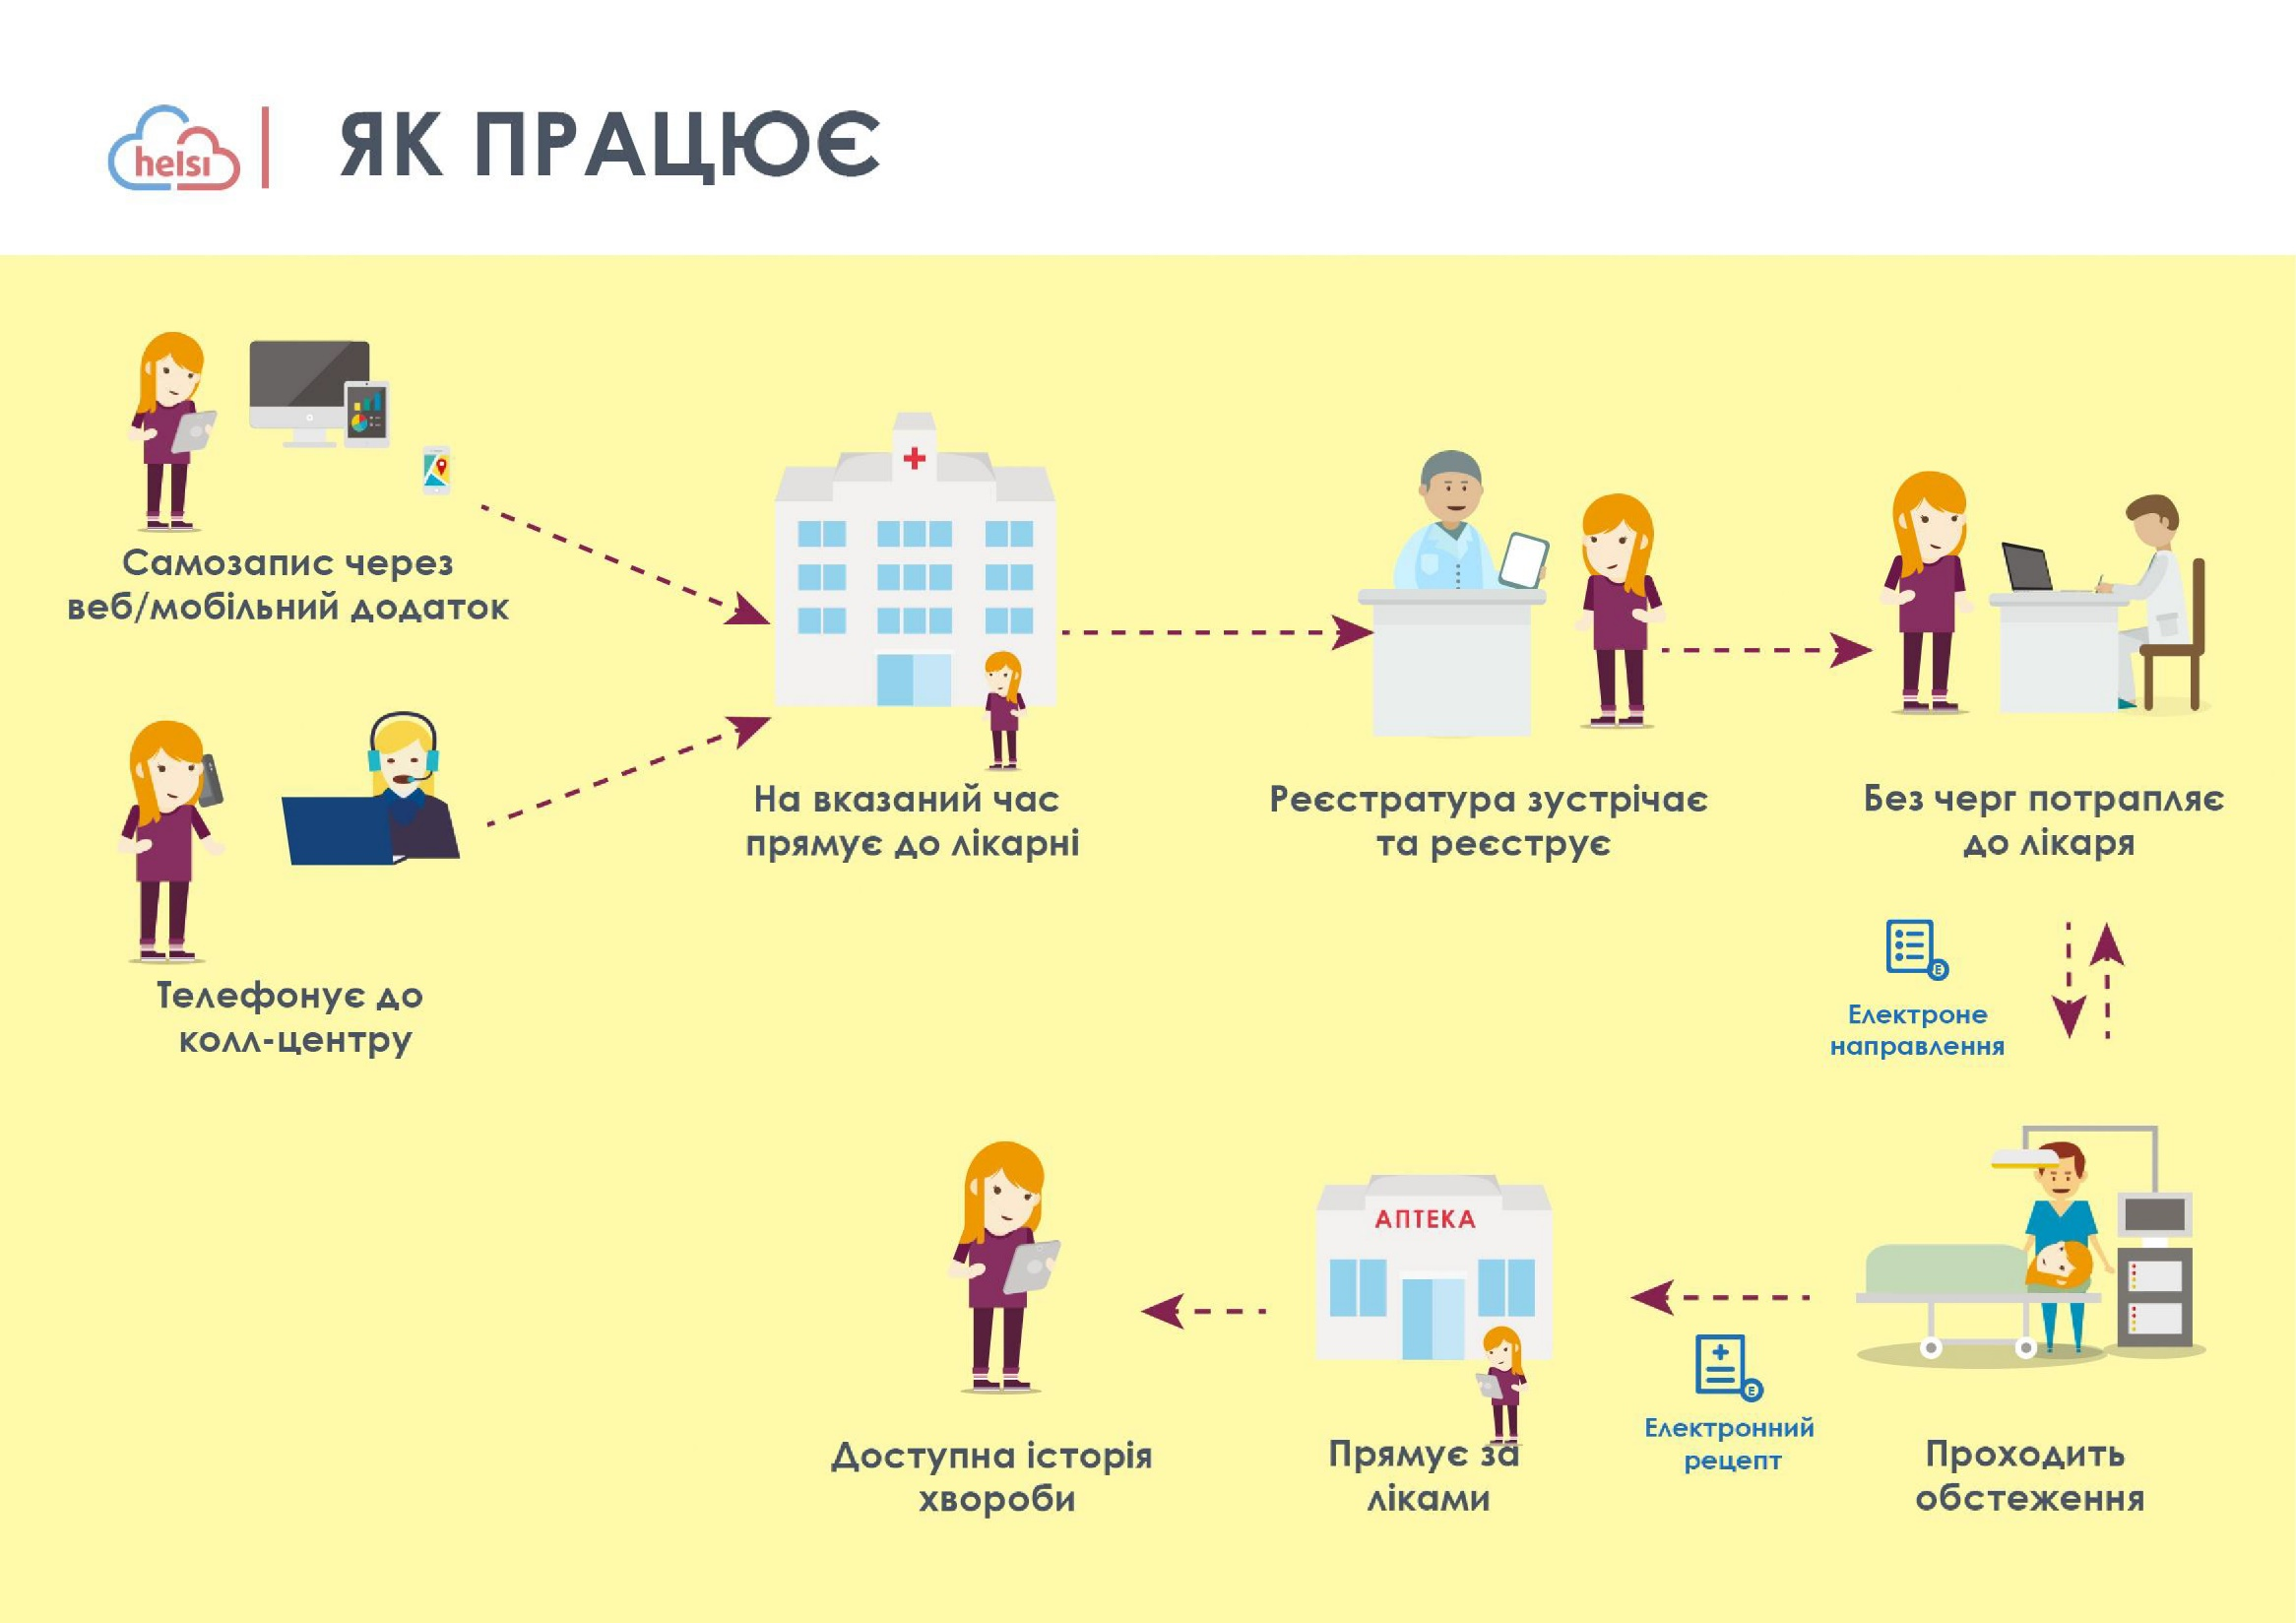 helsi
ЯК ПРАЦЮЄ
Самозапис через
веб/мобільний додаток
Телефонує до
колл-центру
На вказаний час
прямує до лікарні
Реєстратура зустрічає
та реєструє
Без черг потрапляє
до лікаря
Електроне
направлення
Проходить
обстеження
Електронний
рецепт
АПТЕКА
Прямує за
ліками
Доступна історія
хвороби